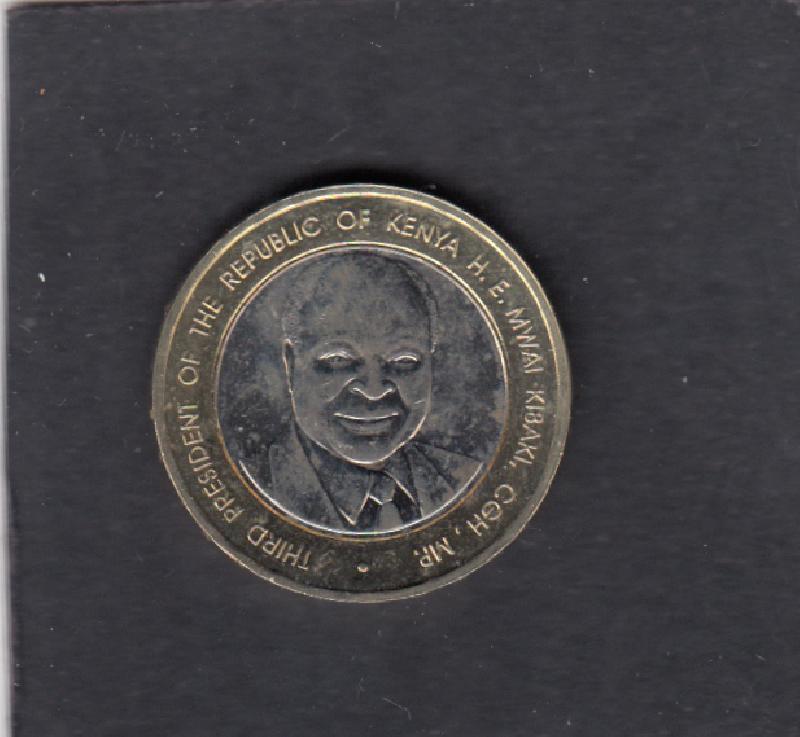 THIRD PRESIDENT OF THE REPUBLIC OF KENYA H.E. MWAI KIBAKI, CGH, MP.